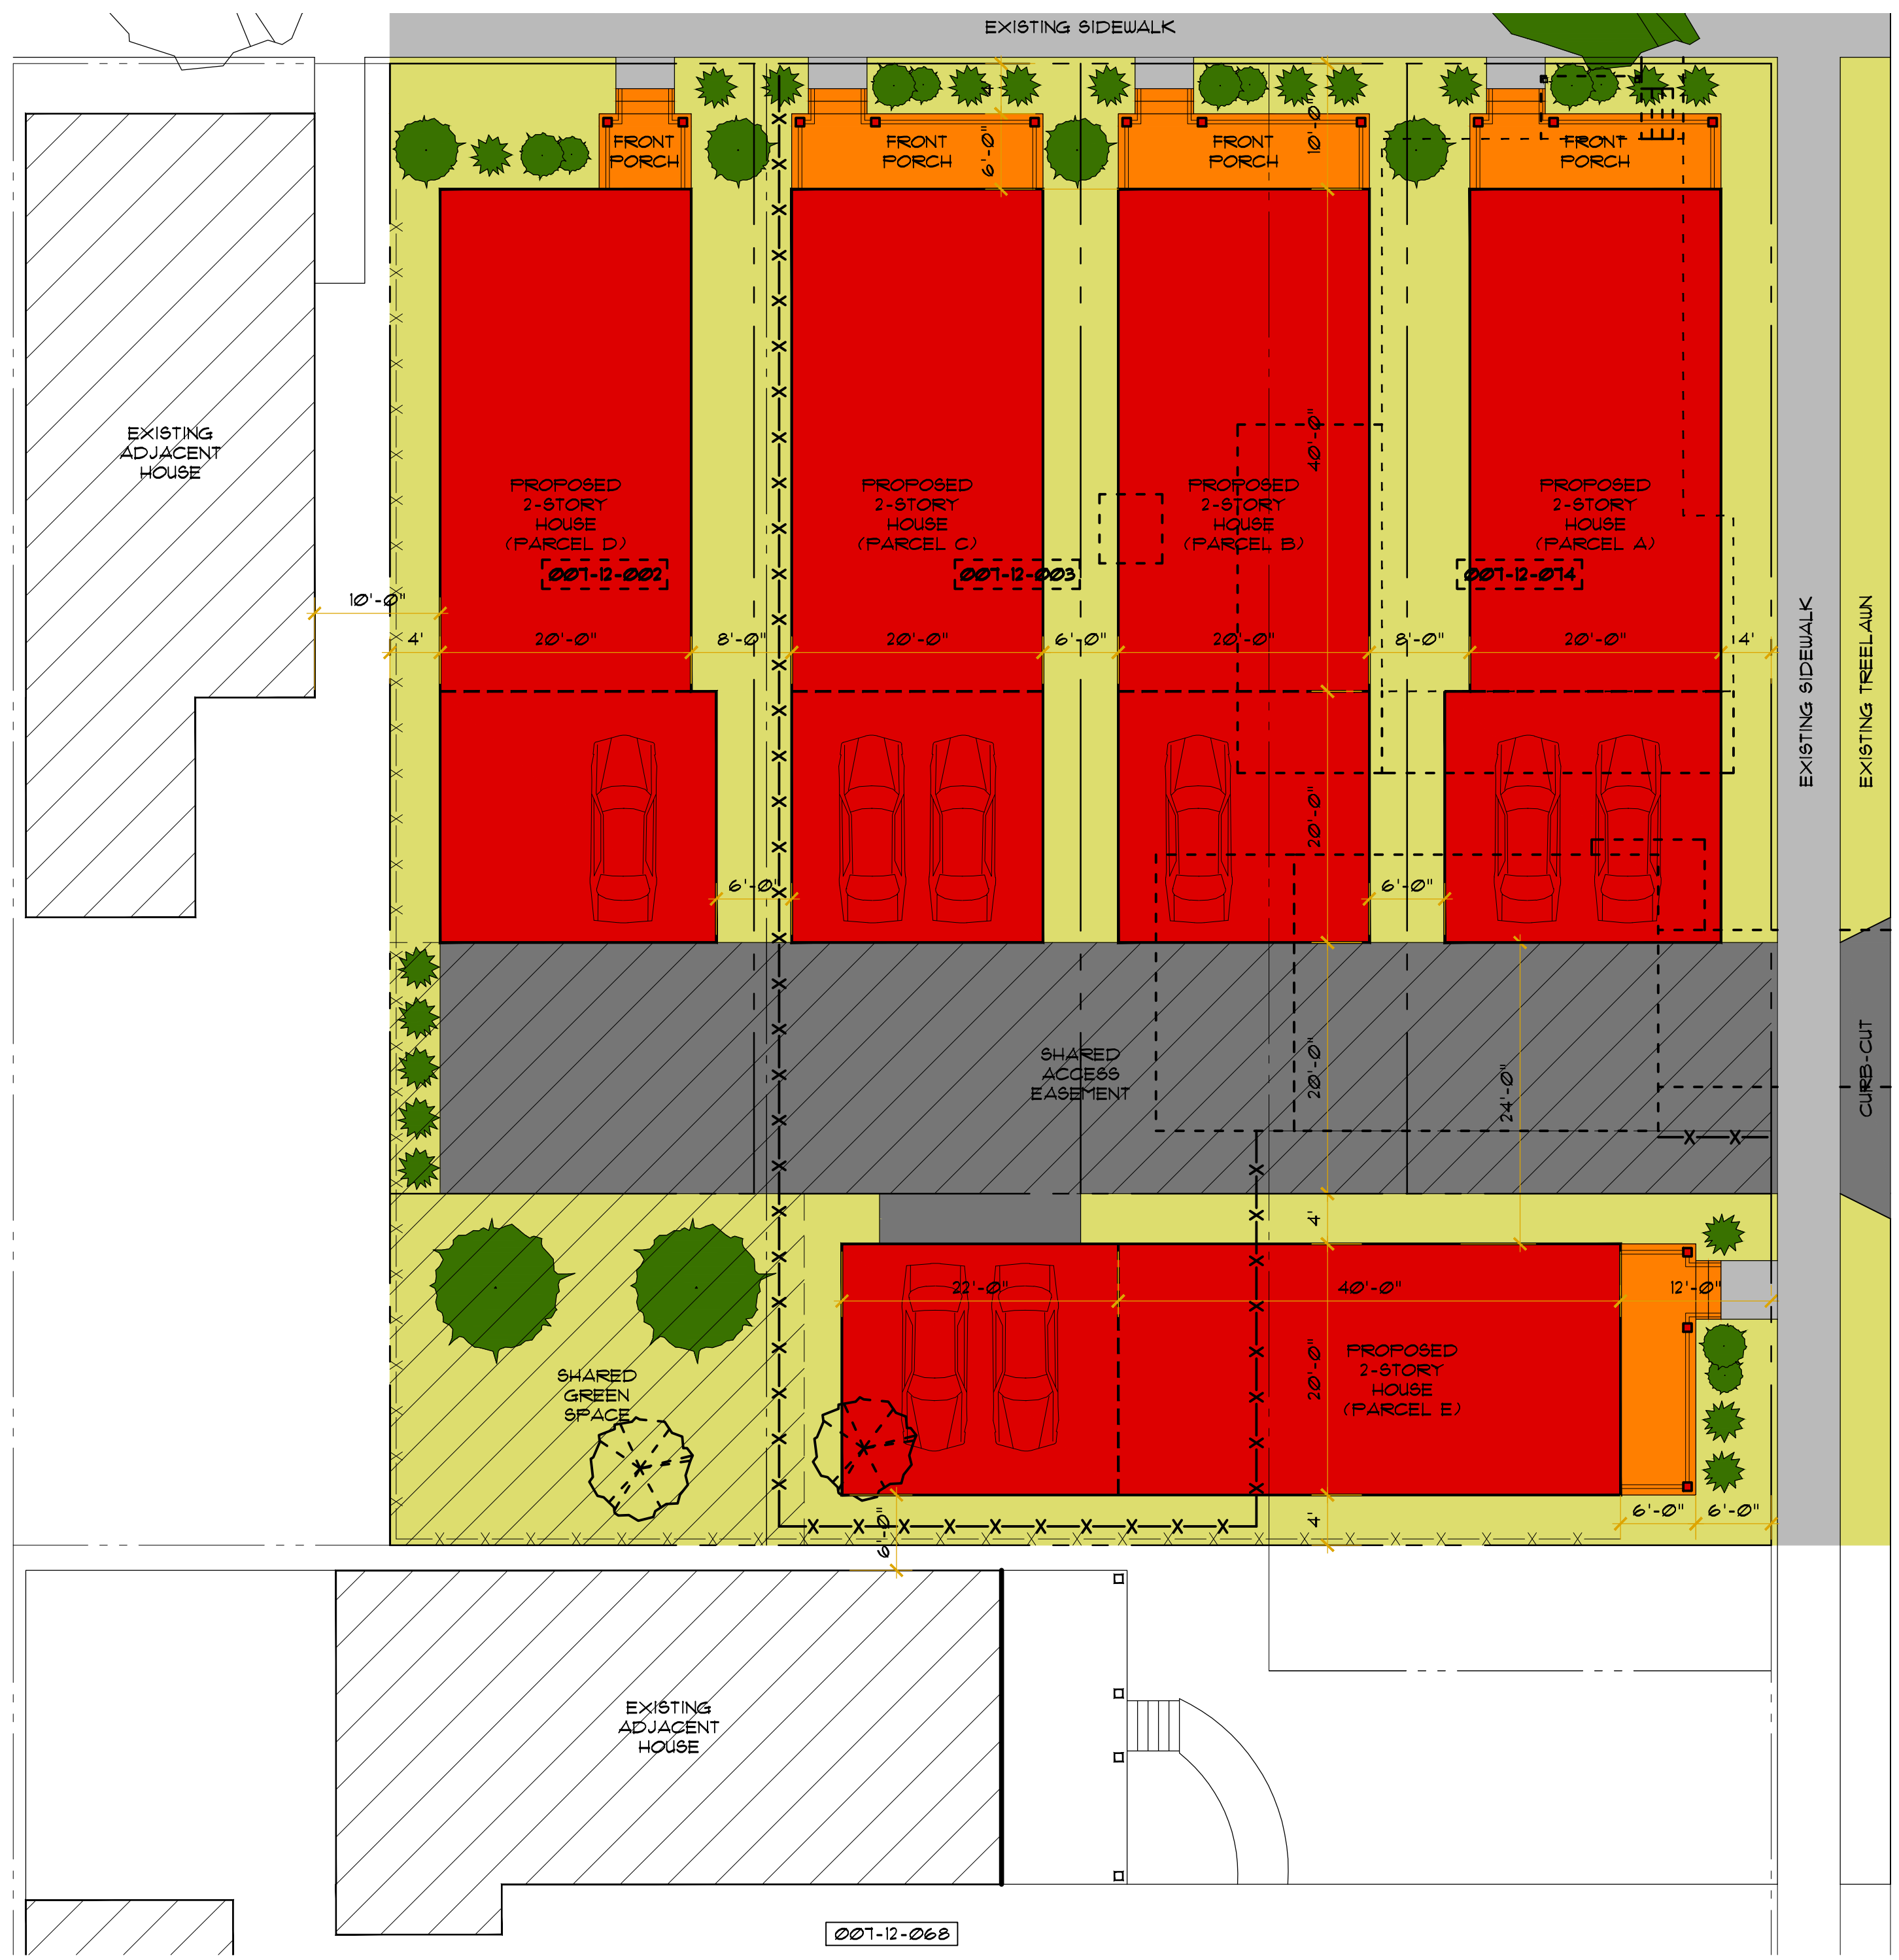 EXISTING SIDEWALK
FRONT
PORCH
FRONT
PORCH
FRONT
PORCH
FRONT
PORCH
4'
6'-0"
10'-0"
EXISTING
ADJACENT
HOUSE
PROPOSED
2-STORY
HOUSE
(PARCEL D)
PROPOSED
2-STORY
HOUSE
(PARCEL C)
PROPOSED
2-STORY
HOUSE
(PARCEL B)
PROPOSED
2-STORY
HOUSE
(PARCEL A)
40'-0"
007-12-002
007-12-003
007-12-074
10'-0"
4'
20'-0"
8'-0"
20'-0"
6'-0"
20'-0"
8'-0"
20'-0"
4'
EXISTING SIDEWALK
EXISTING TREELAWN
20'-0"
6'-0"
6'-0"
SHARED
ACCESS
EASEMENT
20'-0"
24'-0"
CURB-CUT
4'
22'-0"
40'-0"
12'-0"
SHARED
GREEN
SPACE
20'-0"
PROPOSED
2-STORY
HOUSE
(PARCEL E)
6'-0"
4'
6'-0"
6'-0"
EXISTING
ADJACENT
HOUSE
007-12-068